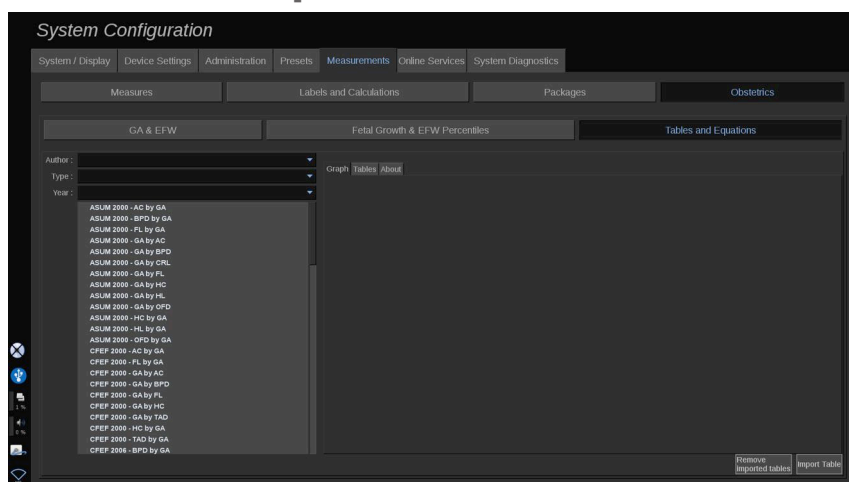 System Configuration
System / Display Device Settings Administration Presets Measurements Online Services System Diagnostics
Measures Labels and Calculations Packages Obstetrics
GA & EFW Fetal Growth & EFW Percentiles Tables and Equations
Author :
Type :
Year :
Graph Tables About
ASUM 2000 - AC by GA
ASUM 2000 - BPD by GA
ASUM 2000 - FL by GA
ASUM 2000 - GA by AC
ASUM 2000 - GA by BPD
ASUM 2000 - GA by CRL
ASUM 2000 - GA by FL
ASUM 2000 - GA by HC
ASUM 2000 - GA by HL
ASUM 2000 - GA by OFD
ASUM 2000 - HC by GA
ASUM 2000 - HL by GA
ASUM 2000 - OFD by GA
CFEF 2000 - AC by GA
CFEF 2000 - FL by GA
CFEF 2000 - GA by AC
CFEF 2000 - GA by BPD
CFEF 2000 - GA by FL
CFEF 2000 - GA by HC
CFEF 2000 - GA by TAD
CFEF 2000 - HC by GA
CFEF 2000 - TAD by GA
CFEF 2006 - BPD by GA
1 %
0 %
Remove
imported tables
Import Table